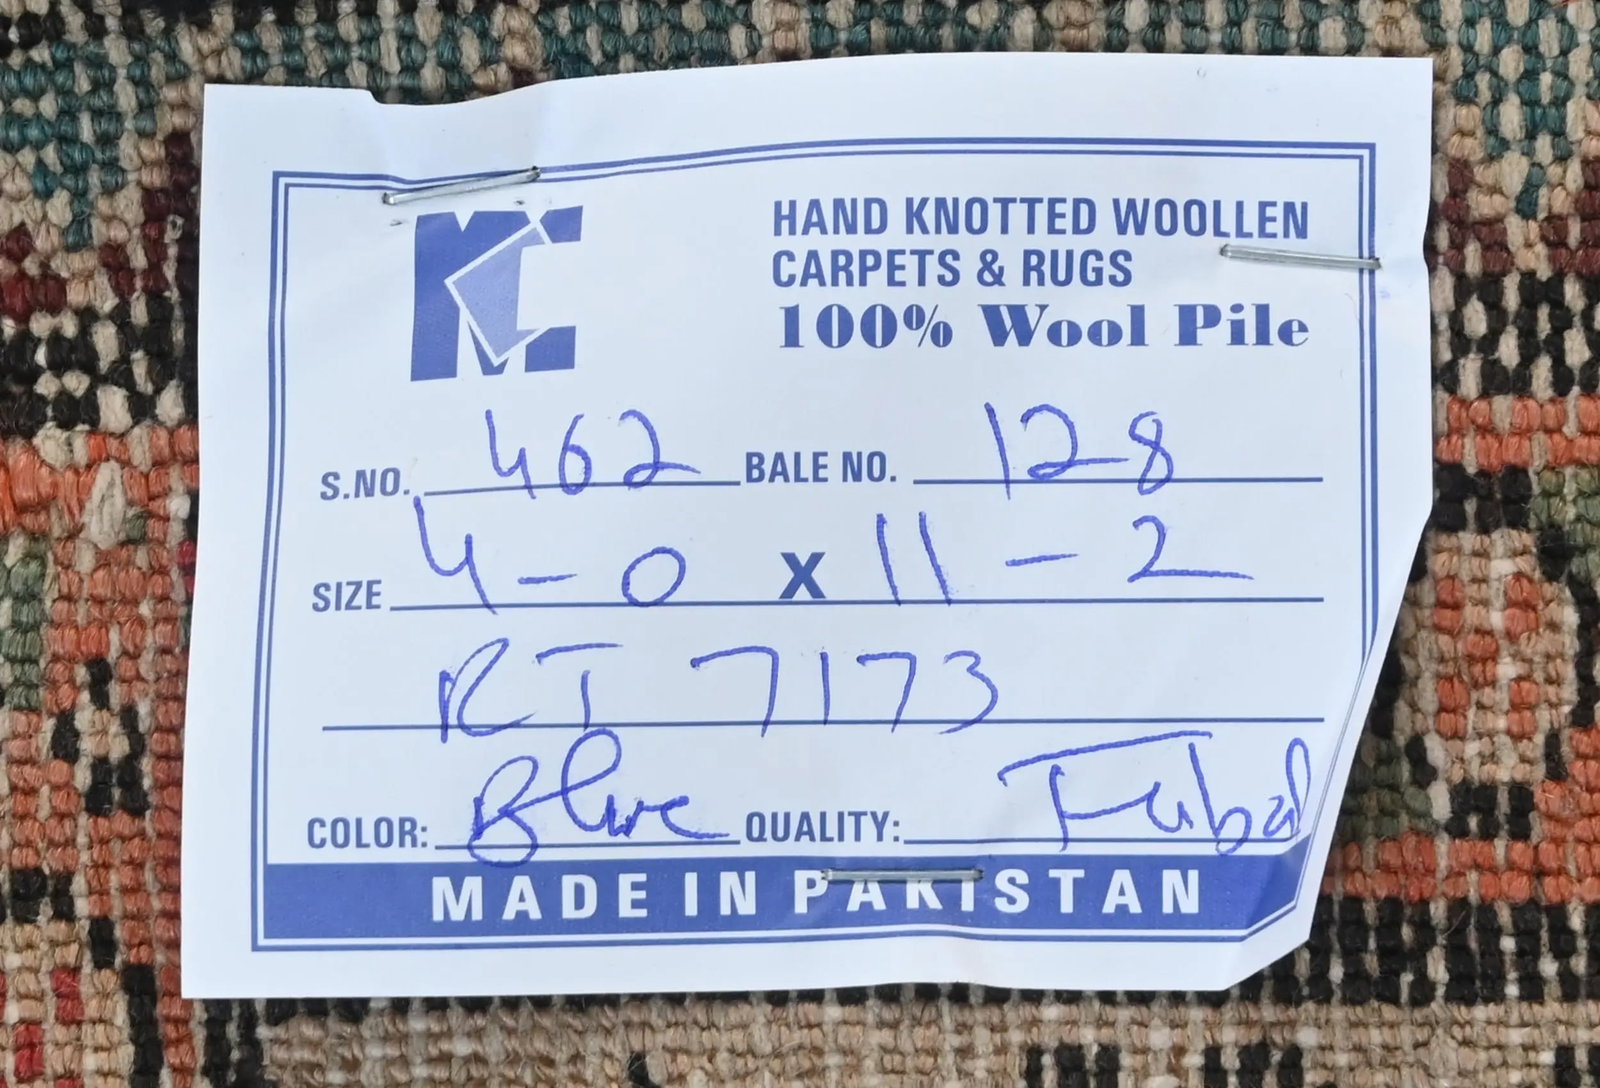 MC
HAND KNOTTED WOOLLEN
CARPETS & RUGS
100% Wool Pile
S.NO. 462 BALE NO. 128
SIZE 4-0 X 11-2
RT 7173
COLOR: Blue QUALITY:
MADE IN PAKISTAN